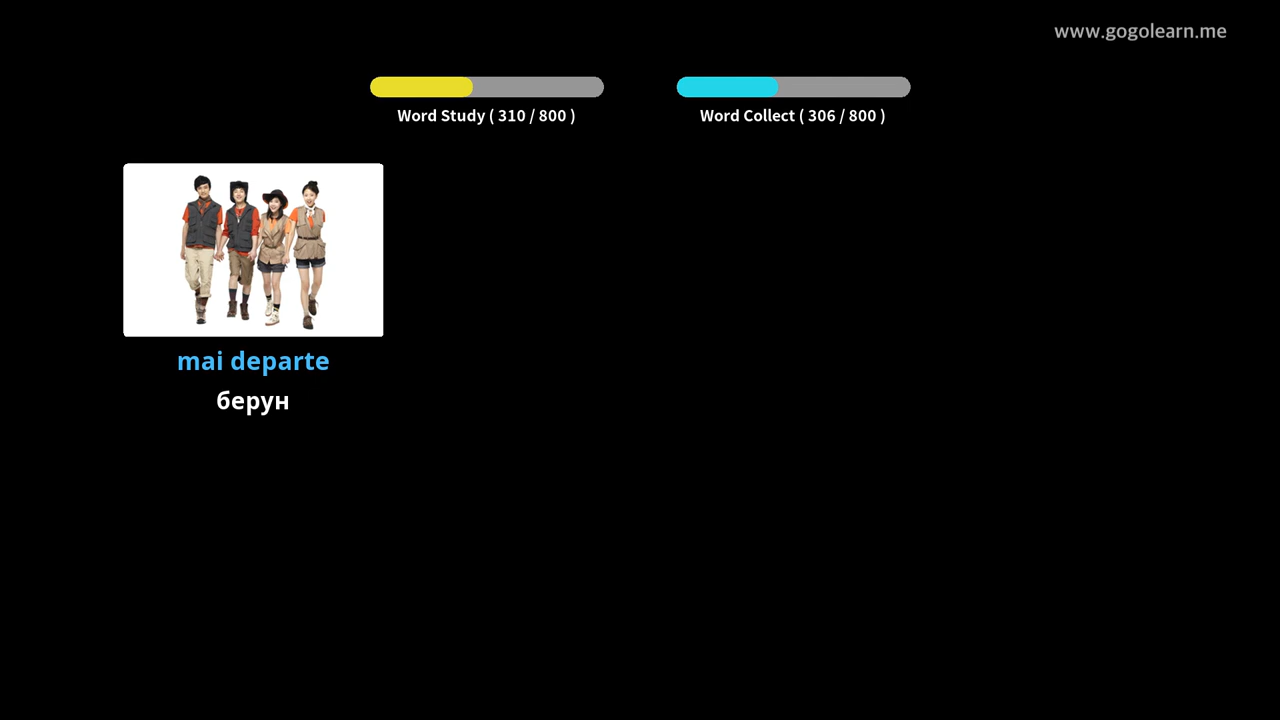 www.gogolearn.me
Word Study ( 310 / 800 )
Word Collect ( 306 / 800 )
mai departe
берун